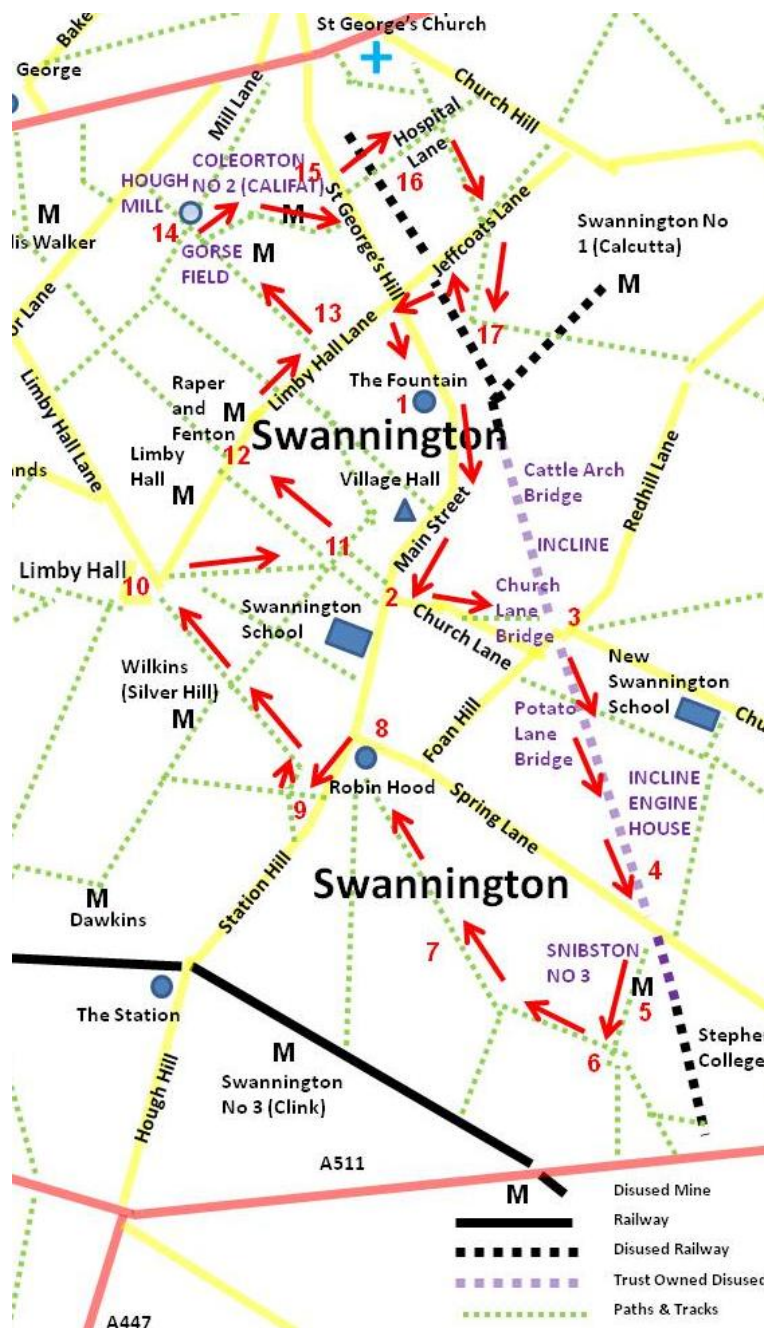 St George's Church
Bake
George
Mill Lane
Church Hill
Hospital
Lane
COLEORTON
NO 2 (CALIFAT)
15
16
HOUGH
MILL
M
M
lis Walker
14
St George's Hill
Jeffcoats Lane
Swannington No
1 (Calcutta)
M
GORSE
FIELD
M
13
or Lane
Limby Hall Lane
17
Limby Hall Lane
Raper
and
Fenton
M
The Fountain
1
Swannington
12
Limby
Hall
M
ands
Village Hall
Cattle Arch
Bridge
Redhill Lane
Main Street
INCLINE
11
Limby Hall
10
Church
Lane
Bridge
2
3
Swannington
School
Church Lane
New
Swannington
School
Wilkins
(Silver Hill)
M
Foan Hill
Potato
Lane
Bridge
Chu
8
Robin Hood
9
Spring Lane
INCLINE
ENGINE
HOUSE
4
Swannington
M
Dawkins
Station Hill
7
SNIBSTON
NO 3
M
5
The Station
6
Stephe
College
M
Swannington
No 3 (Clink)
Hough Hill
A511
M
Disused Mine
Railway
Disused Railway
Trust Owned Disused
Paths & Tracks
A447